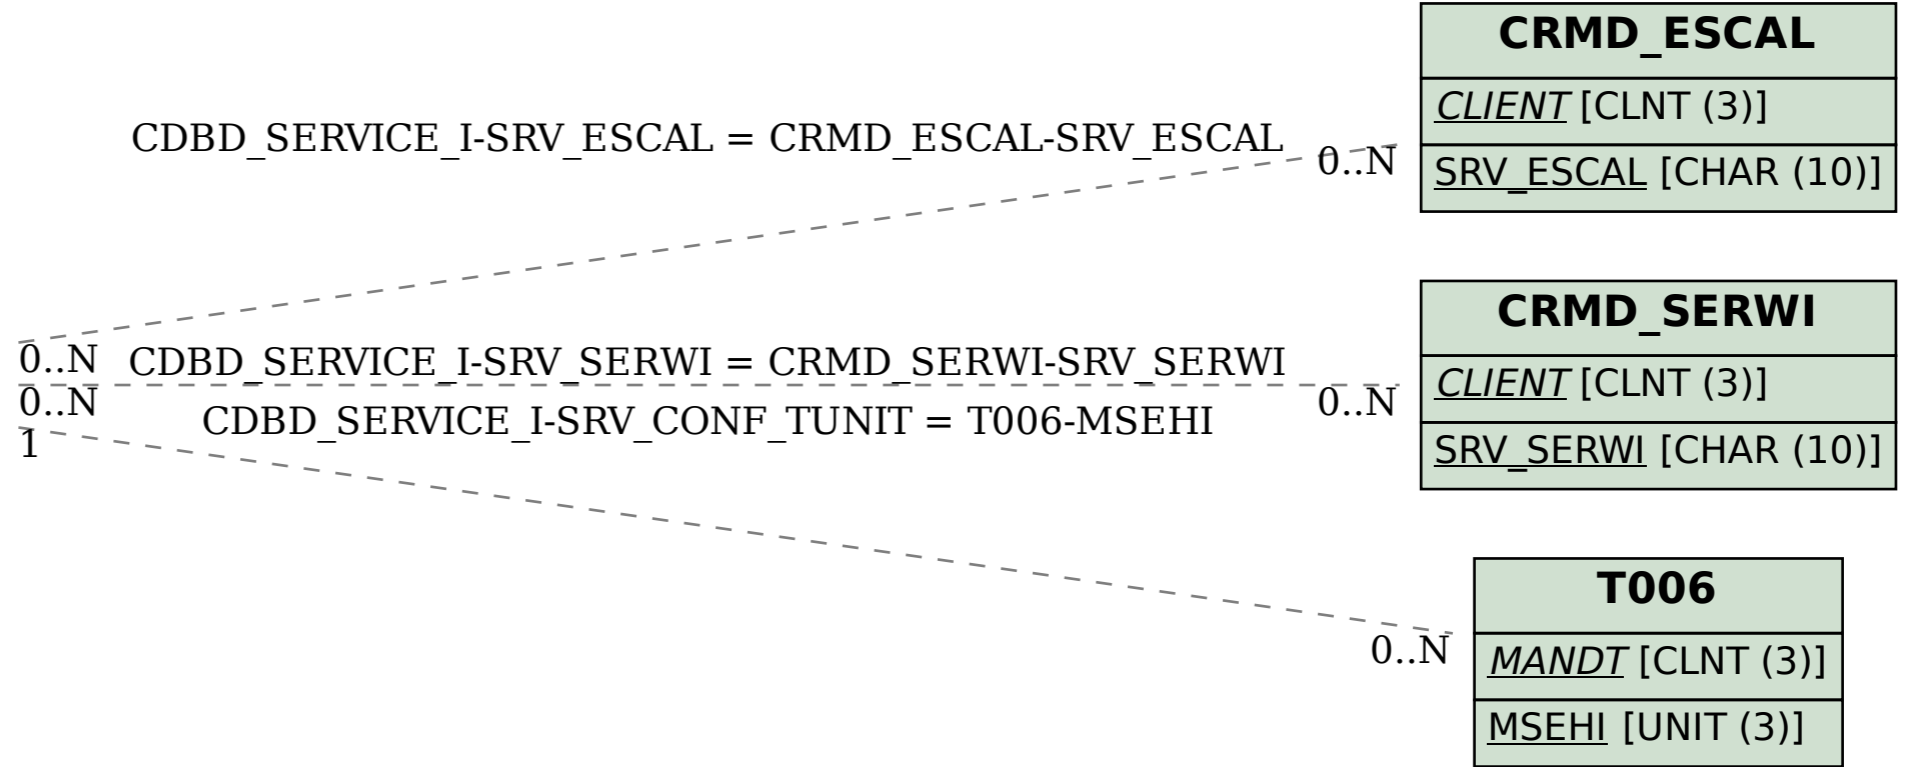 CRMD_ESCAL
CLIENT [CLNT (3)]
SRV_ESCAL [CHAR (10)]
CDBD_SERVICE_I-SRV_ESCAL = CRMD_ESCAL-SRV_ESCAL
0..N
0..N
CDBD_SERVICE_I-SRV_SERWI = CRMD_SERWI-SRV_SERWI
0..N
0..N
CRMD_SERWI
CLIENT [CLNT (3)]
SRV_SERWI [CHAR (10)]
CDBD_SERVICE_I-SRV_CONF_TUNIT = T006-MSEHI
1
0..N
T006
MANDT [CLNT (3)]
MSEHI [UNIT (3)]